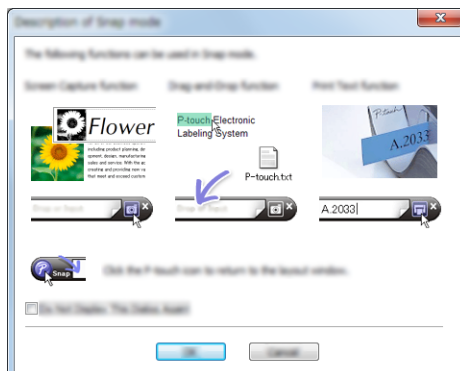 Description of Snap mode
The following functions can be used in Snap mode.
Screen Capture function
Drag-and-Drop function
Print Text function
Flower
P-touch Electronic
Labeling System
P-touch.txt
P-touch
A.2033
A.2033
Snap
Click the P-touch icon to return to the layout window.
Do Not Display This Dialog Again
OK
Cancel